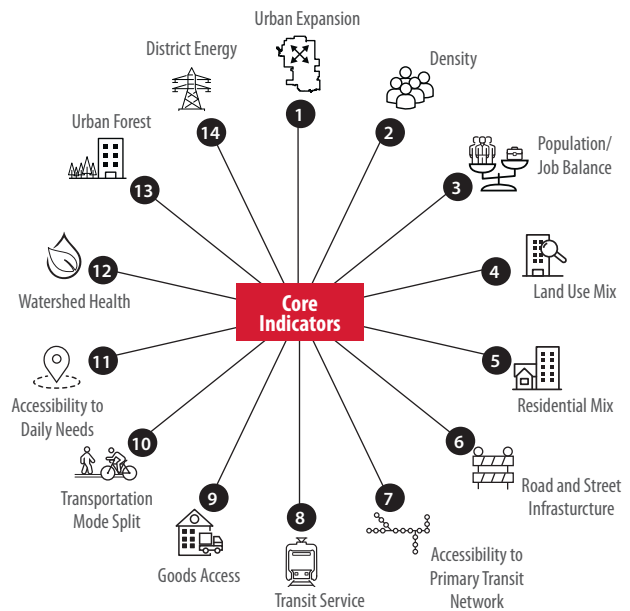 Urban Expansion
1
Density
2
Population/
Job Balance
3
Land Use Mix
4
Residential Mix
5
Road and Street
Infrasturcture
6
Accessibility to
Primary Transit
Network
7
Transit Service
8
Goods Access
9
Transportation
Mode Split
10
Accessibility to
Daily Needs
11
Watershed Health
12
Urban Forest
13
District Energy
14
Core
Indicators